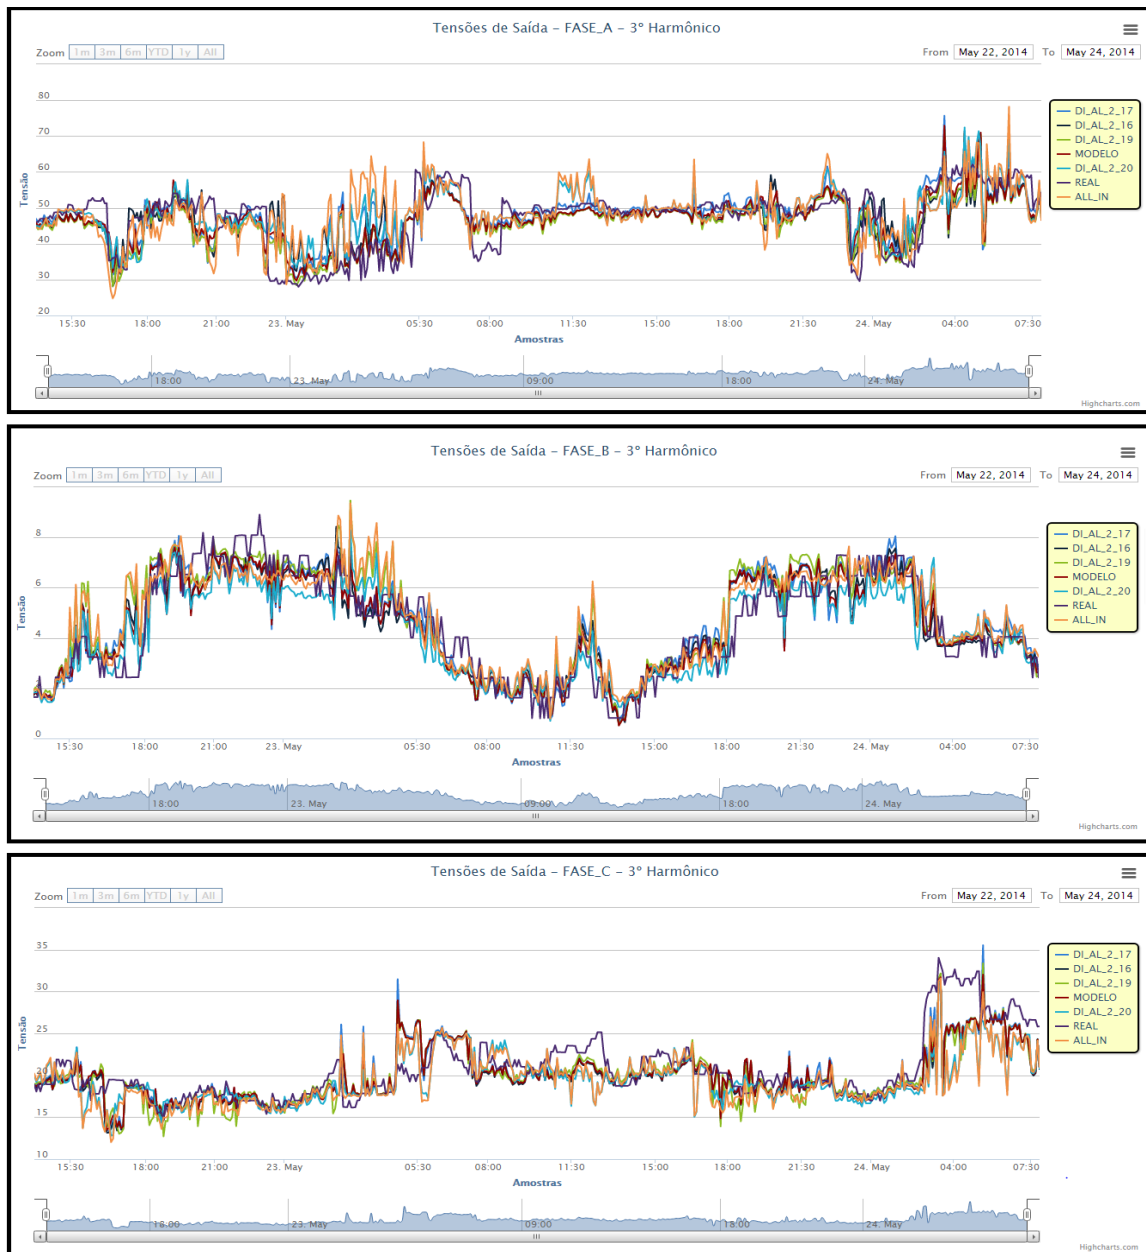 Tensões de Saída – FASE_A – 3º Harmônico
Zoom 1m 3m 6m YTD 1y All From May 22, 2014 To May 24, 2014
80
70
60
50
40
30
20
Tensão
DI_AL_2_17
DI_AL_2_16
DI_AL_2_19
MODELO
DI_AL_2_20
REAL
ALL_IN
15:30 18:00 21:00 23. May 05:30 08:00 11:30 15:00 18:00 21:30 24. May 04:00 07:30
Amostras
18:00 23. May 09:00 18:00 24. May
Highcharts.com
Tensões de Saída – FASE_B – 3º Harmônico
Zoom 1m 3m 6m YTD 1y All From May 22, 2014 To May 24, 2014
8
6
4
2
0
Tensão
DI_AL_2_17
DI_AL_2_16
DI_AL_2_19
MODELO
DI_AL_2_20
REAL
ALL_IN
15:30 18:00 21:00 23. May 05:30 08:00 11:30 15:00 18:00 21:30 24. May 04:00 07:30
Amostras
18:00 23. May 09:00 18:00 24. May
Highcharts.com
Tensões de Saída – FASE_C – 3º Harmônico
Zoom 1m 3m 6m YTD 1y All From May 22, 2014 To May 24, 2014
35
30
25
20
15
10
Tensão
DI_AL_2_17
DI_AL_2_16
DI_AL_2_19
MODELO
DI_AL_2_20
REAL
ALL_IN
15:30 18:00 21:00 23. May 05:30 08:00 11:30 15:00 18:00 21:30 24. May 04:00 07:30
Amostras
18:00 23. May 09:00 18:00 24. May
Highcharts.com